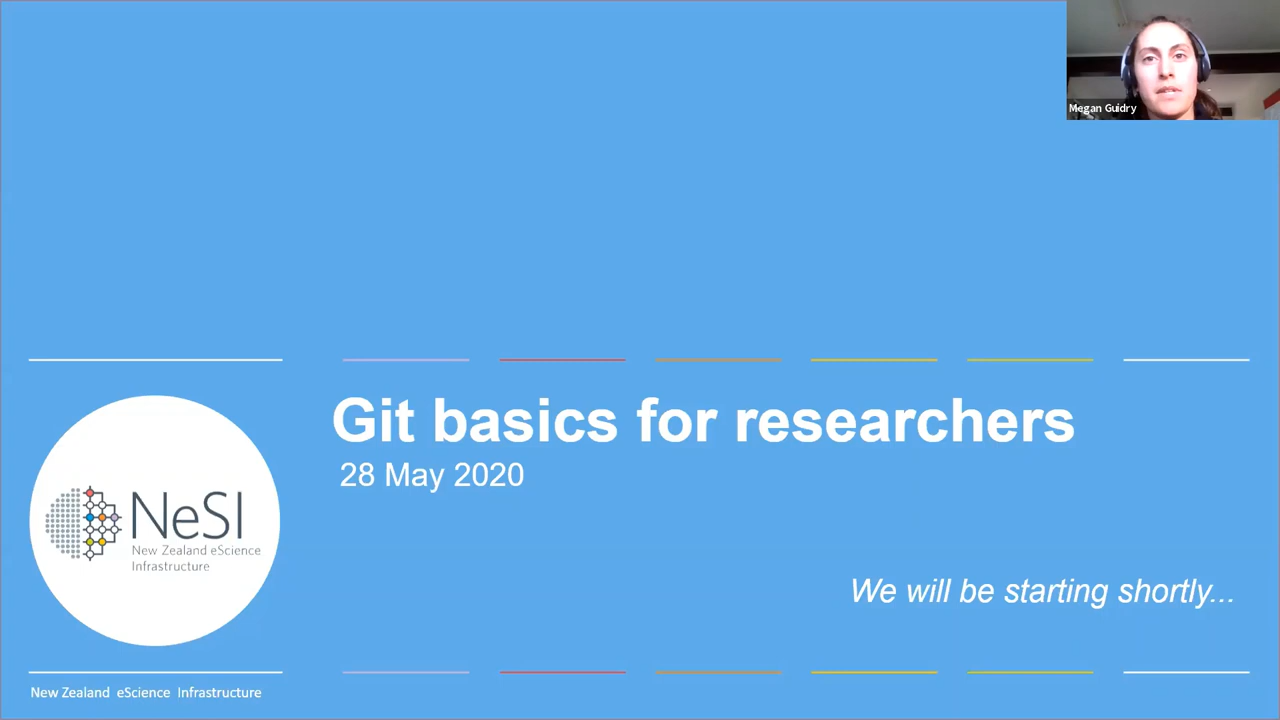 Megan Guidry
Git basics for researchers
28 May 2020
NeSI
New Zealand eScience
Infrastructure
We will be starting shortly...
New Zealand eScience Infrastructure